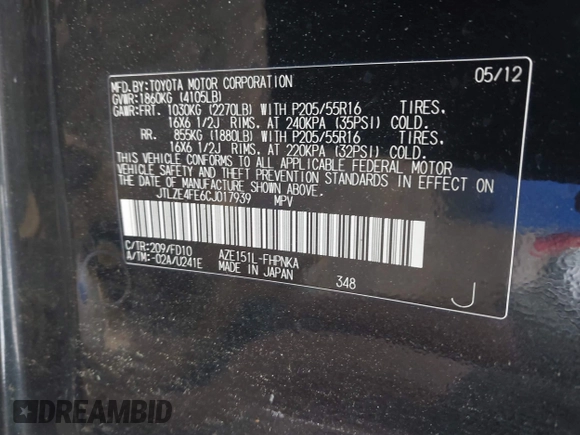 MFD.BY:TOYOTA MOTOR CORPORATION 05/12
GVWR:1860KG (4105LB)
GAWR:FRT. 1030KG (2270LB) WITH P205/55R16 TIRES,
16X6 1/2J RIMS, AT 240KPA (35PSI) COLD.
RR. 855KG (1880LB) WITH P205/55R16 TIRES,
16X6 1/2J RIMS, AT 220KPA (32PSI) COLD.
THIS VEHICLE CONFORMS TO ALL APPLICABLE FEDERAL MOTOR
VEHICLE SAFETY AND THEFT PREVENTION STANDARDS IN EFFECT ON
THE DATE OF MANUFACTURE SHOWN ABOVE.
JTLZE4FE6CJ017939 MPV
C/TR:209/FD10 AZE151L-FHPNKA
A/TM:-02A/U241E MADE IN JAPAN 348 J
DREAMBID